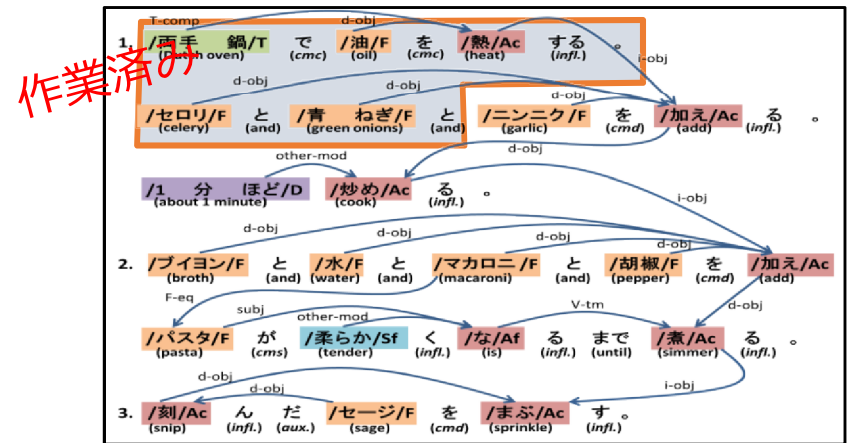 作業済み
T-comp d-obj
1. /両手 鍋/T で /油/F を /熱/Ac する 。
(Dutch oven) (cmc) (oil) (cmc) (heat) (infl.) i-obj
d-obj d-obj d-obj
/セロリ/F と /青 ねぎ/F と /ニンニク/F を /加え/Ac る 。
(celery) (and) (green onions) (and) (garlic) (cmd) (add) (infl.)
other-mod d-obj
/1 分 ほど/D /炒め/Ac る 。
(about 1 minute) (cook) (infl.) i-obj
d-obj d-obj d-obj d-obj
2. /ブイヨン/F と /水/F と /マカロニ/F と /胡椒/F を /加え/Ac
(broth) (and) (water) (and) (macaroni) (and) (pepper) (cmd) (add)
F-eq subj other-mod V-tm d-obj
/パスタ/F が /柔らか/Sf く /な/Af る まで /煮/Ac る 。
(pasta) (cms) (tender) (infl.) (is) (infl.) (until) (simmer) (infl.)
d-obj d-obj i-obj
3. /刻/Ac ん だ /セージ/F を /まぶ/Ac す 。
(snip) (infl.) (aux.) (sage) (cmd) (sprinkle) (infl.)